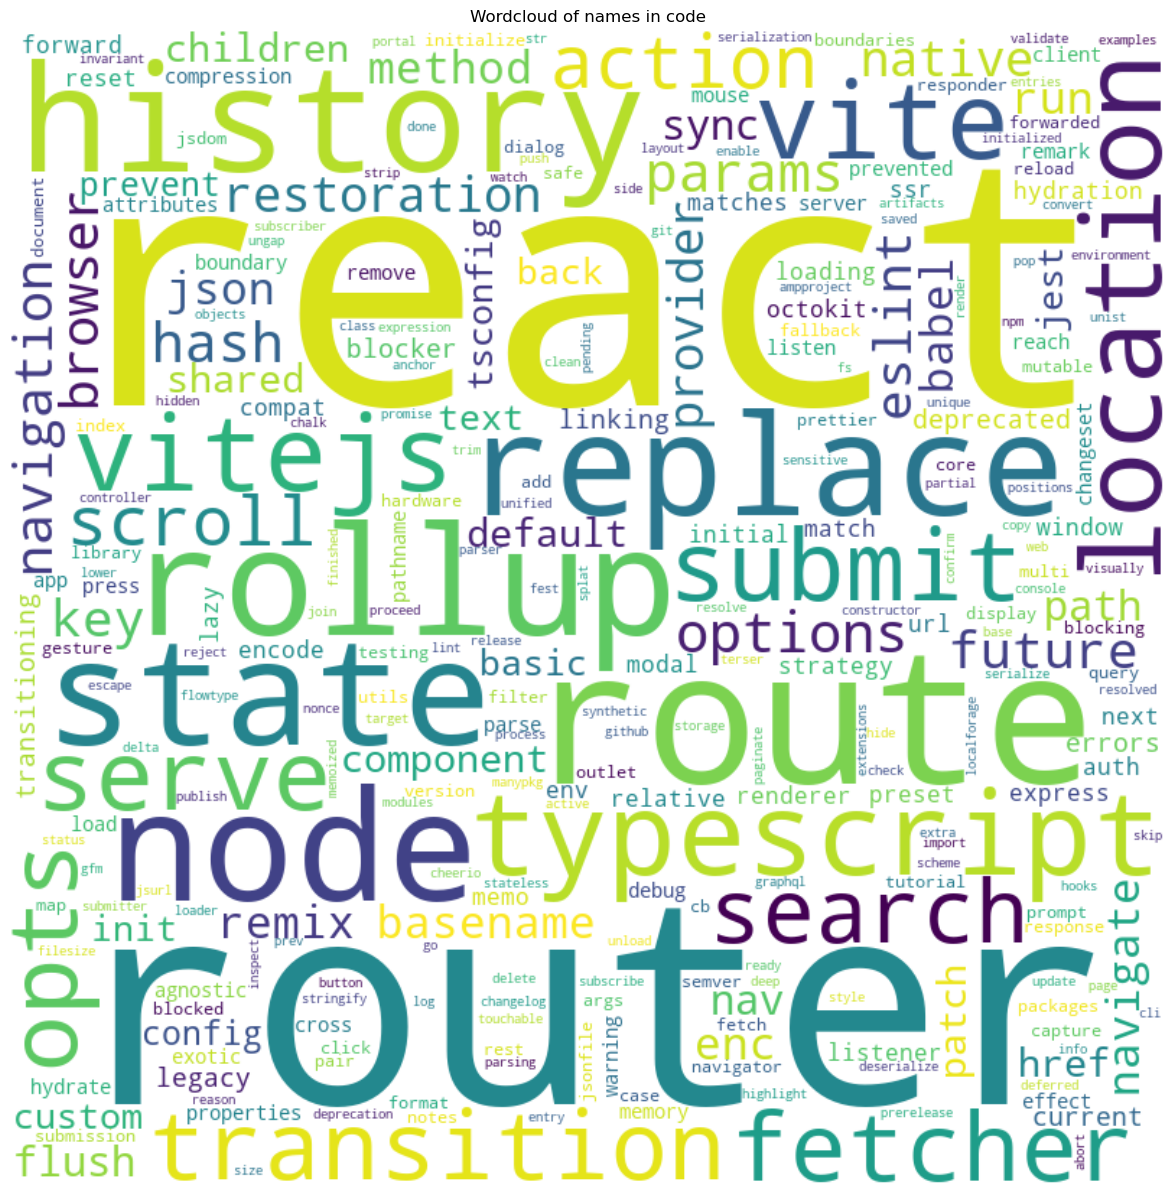 Wordcloud of names in code
forward
invariant
reset
children
compression
portal
initialize
str
method
action
serialization
boundaries
native
validate
client
examples
entries
history
jsdom
done
dialog
push
safe
mouse
sync
layout
enable
vite
responder
run
forwarded
initialized
remark
reload
location
document
prevent
attributes
restoration
strip
watch
side
params
prevented
matches
server
ssr
artifacts
hydration
convert
browser
subscriber
ungap
boundary
react
tsconfig
git
provider
saved
pop
environment
json
remove
back
loading
ampproject
octokit
eslint
babel
render
jest
npm
unist
navigation
objects
hash
class
expression
blocker
anchor
clean
pending
fallback
listen
fs
reach
mutable
shared
hidden
compat
chalk
promise
text
linking
prettier
unique
deprecated
changeset
index
vitejs
trim
replace
sensitive
core
partial
positions
controller
scroll
hardware
add
unified
default
initial
match
copy
window
library
finished
pathname
parser
rollup
submit
confirm
web
console
multi
visually
app
lower
press
key
lazy
join
proceed
fest
splat
resolve
constructor
display
path
transitioning
gesture
reject
encode
testing
lint
release
basic
options
url
base
blocking
modal
terser
strategy
future
serialize
query
resolved
escape
flowtype
state
nonce
utils
target
filter
parse
process
synthetic
github
route
storage
paginate
extensions
hide
check
localforage
next
errors
delta
serve
memoized
component
outlet
auth
publish
version
manypkg
env
active
relative
renderer
preset
express
load
node
modules
typescript
extra
import
scheme
skip
status
gfm
cheerio
stateless
graphql
tutorial
hooks
opts
jsurl
map
submitter
loader
init
remix
basename
memo
debug
cb
search
prompt
response
navigate
filesize
inspect
prev
go
unload
ready
router
agnostic
button
stringify
log
delete
subscribe
semver
deep
update
page
blocked
changelog
args
nav
style
patch
packages
cli
config
cross
touchable
fetch
capture
exotic
click
pair
rest
parsing
jsonfile
warning
enc
navigator
listener
deserialize
href
info
deferred
hydrate
legacy
reason
case
highlight
effect
custom
properties
deprecation
format
notes
entry
memory
prerelease
current
submission
flush
size
transition
fetcher
abort